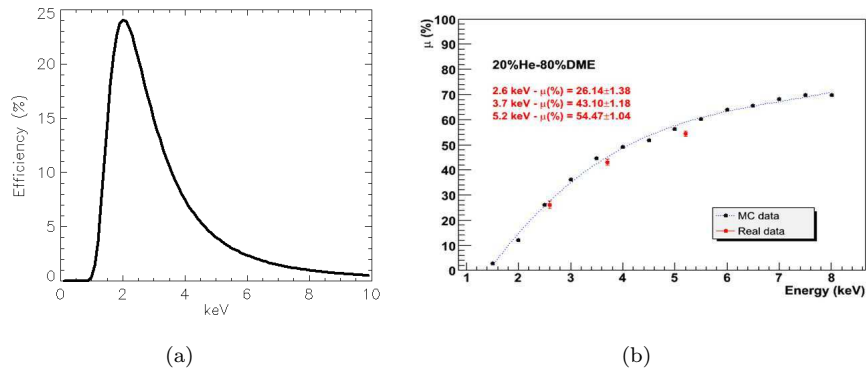 25
20
15
10
5
0
Efficiency (%)
0 2 4 6 8 10
keV
(a)
100
90
80
70
60
50
40
30
20
10
0
μ (%)
20%He-80%DME
2.6 keV - μ(%) = 26.14±1.38
3.7 keV - μ(%) = 43.10±1.18
5.2 keV - μ(%) = 54.47±1.04
MC data
Real data
1 2 3 4 5 6 7 8
Energy (keV)
(b)